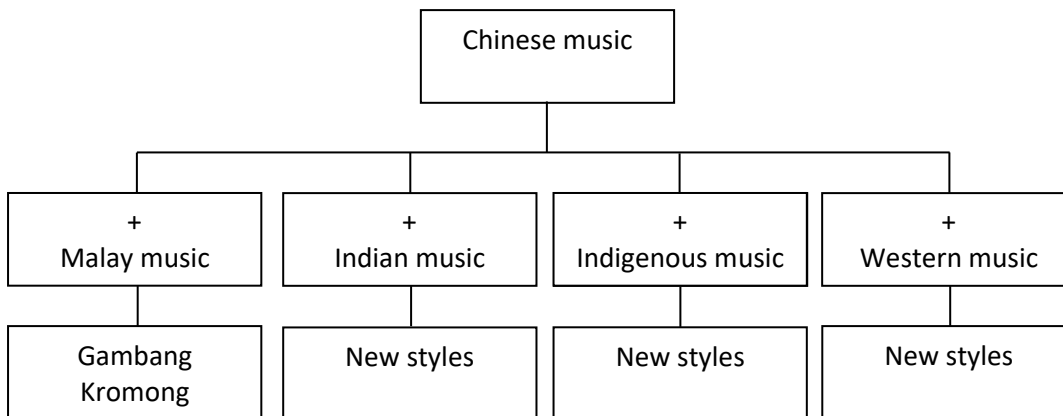 Chinese music
+
Malay music
+
Indian music
+
Indigenous music
+
Western music
Gambang
Kromong
New styles
New styles
New styles